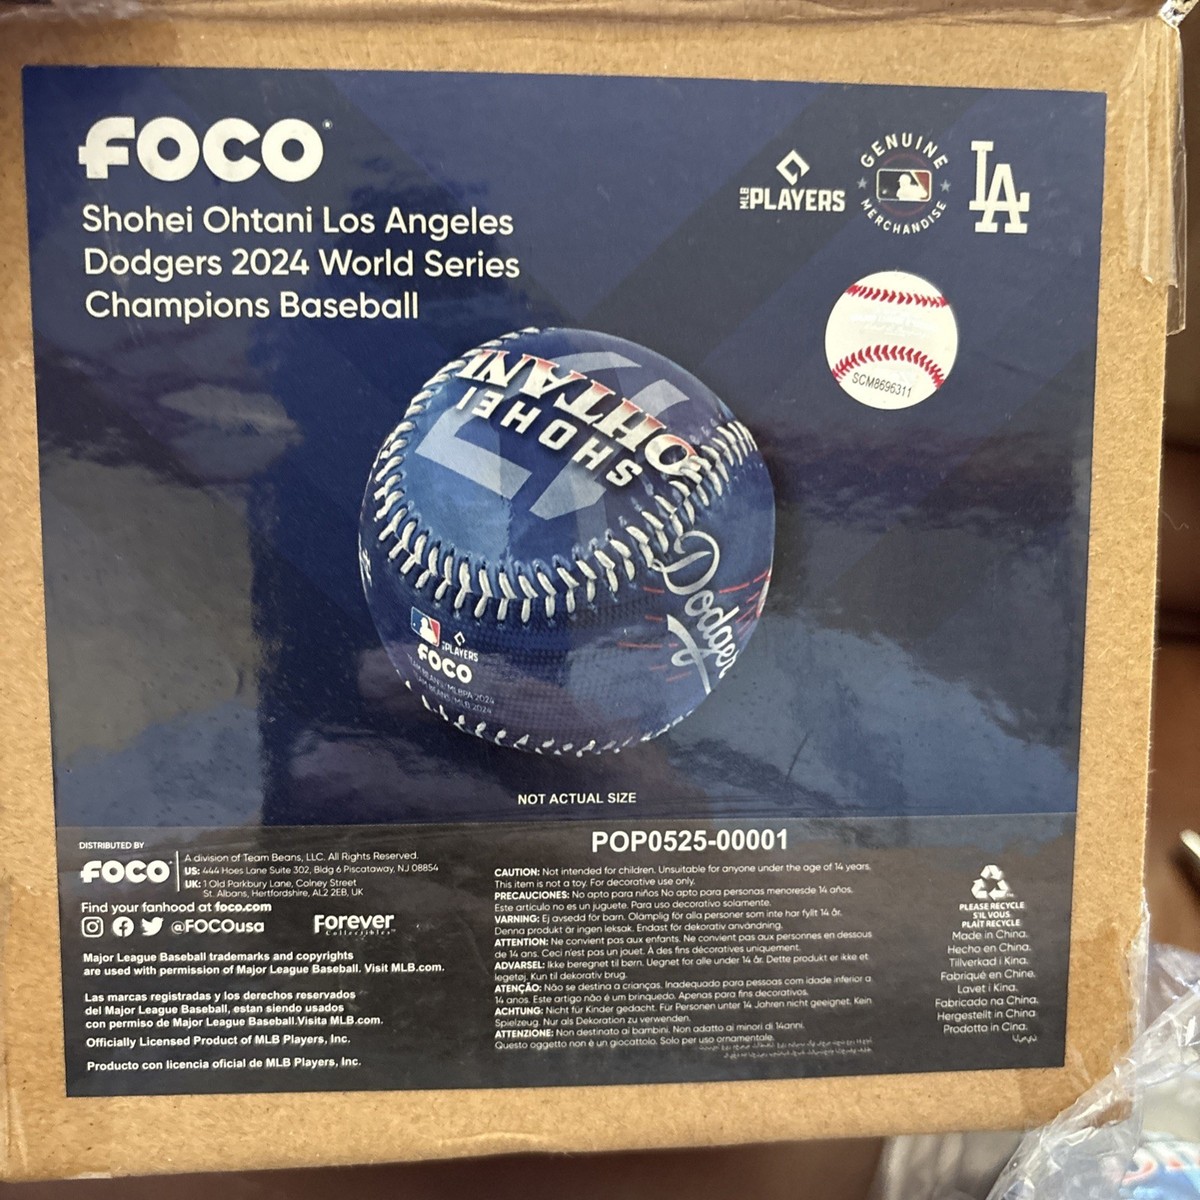 FOCO®
Shohei Ohtani Los Angeles
Dodgers 2024 World Series
Champions Baseball
MLB PLAYERS
GENUINE
MERCHANDISE
LA
SCM8696311
SHOHEI
OHTANI
17
Dodgers
PLAYERS
FOCO
TEAM BEANS/MLBPA 2024
TEAM BEANS/MLB 2024
NOT ACTUAL SIZE
DISTRIBUTED BY
FOCO
A division of Team Beans, LLC. All Rights Reserved.
US: 444 Hoes Lane Suite 302, Bldg 6 Piscataway, NJ 08854
UK: 1 Old Parkbury Lane, Colney Street
St. Albans, Hertfordshire, AL2 2EB, UK
Find your fanhood at foco.com
@FOCOusa
Forever
Collectibles™
Major League Baseball trademarks and copyrights
are used with permission of Major League Baseball. Visit MLB.com.
Las marcas registradas y los derechos reservados
del Major League Baseball, estan siendo usados
con permiso de Major League Baseball.Visita MLB.com.
Officially Licensed Product of MLB Players, Inc.
Producto con licencia oficial de MLB Players, Inc.
POP0525-00001
CAUTION: Not intended for children. Unsuitable for anyone under the age of 14 years.
This item is not a toy. For decorative use only.
PRECAUCIONES: No apto para niños No apto para personas menoresde 14 años.
Este artículo no es un juguete. Para uso decorativo solamente.
VARNING: Ej avsedd för barn. Olämplig för alla personer som inte har fyllt 14 år.
Denna produkt är ingen leksak. Endast för dekorativ användning.
ATTENTION: Ne convient pas aux enfants. Ne convient pas aux personnes en dessous
de 14 ans. Ceci n'est pas un jouet. À des fins décoratives uniquement.
ADVARSEL: Ikke beregnet til børn. Uegnet for alle under 14 år. Dette produkt er ikke et
legetøj. Kun til dekorativ brug.
ATENÇÃO: Não se destina a crianças. Inadequado para pessoas com idade inferior a
14 anos. Este artigo não é um brinquedo. Apenas para fins decorativos.
ACHTUNG: Nicht für Kinder gedacht. Für Personen unter 14 Jahren nicht geeignet. Kein
Spielzeug. Nur als Dekoration zu verwenden.
ATTENZIONE: Non destinato ai bambini. Non adatto ai minori di 14anni.
Questo oggetto non è un giocattolo. Solo per uso ornamentale.
PLEASE RECYCLE
S'IL VOUS
PLAÎT RECYCLE
Made in China.
Hecho en China.
Tillverkad i Kina.
Fabriqué en Chine.
Lavet i Kina.
Fabricado na China.
Hergestellt in China
Prodotto in Cina.